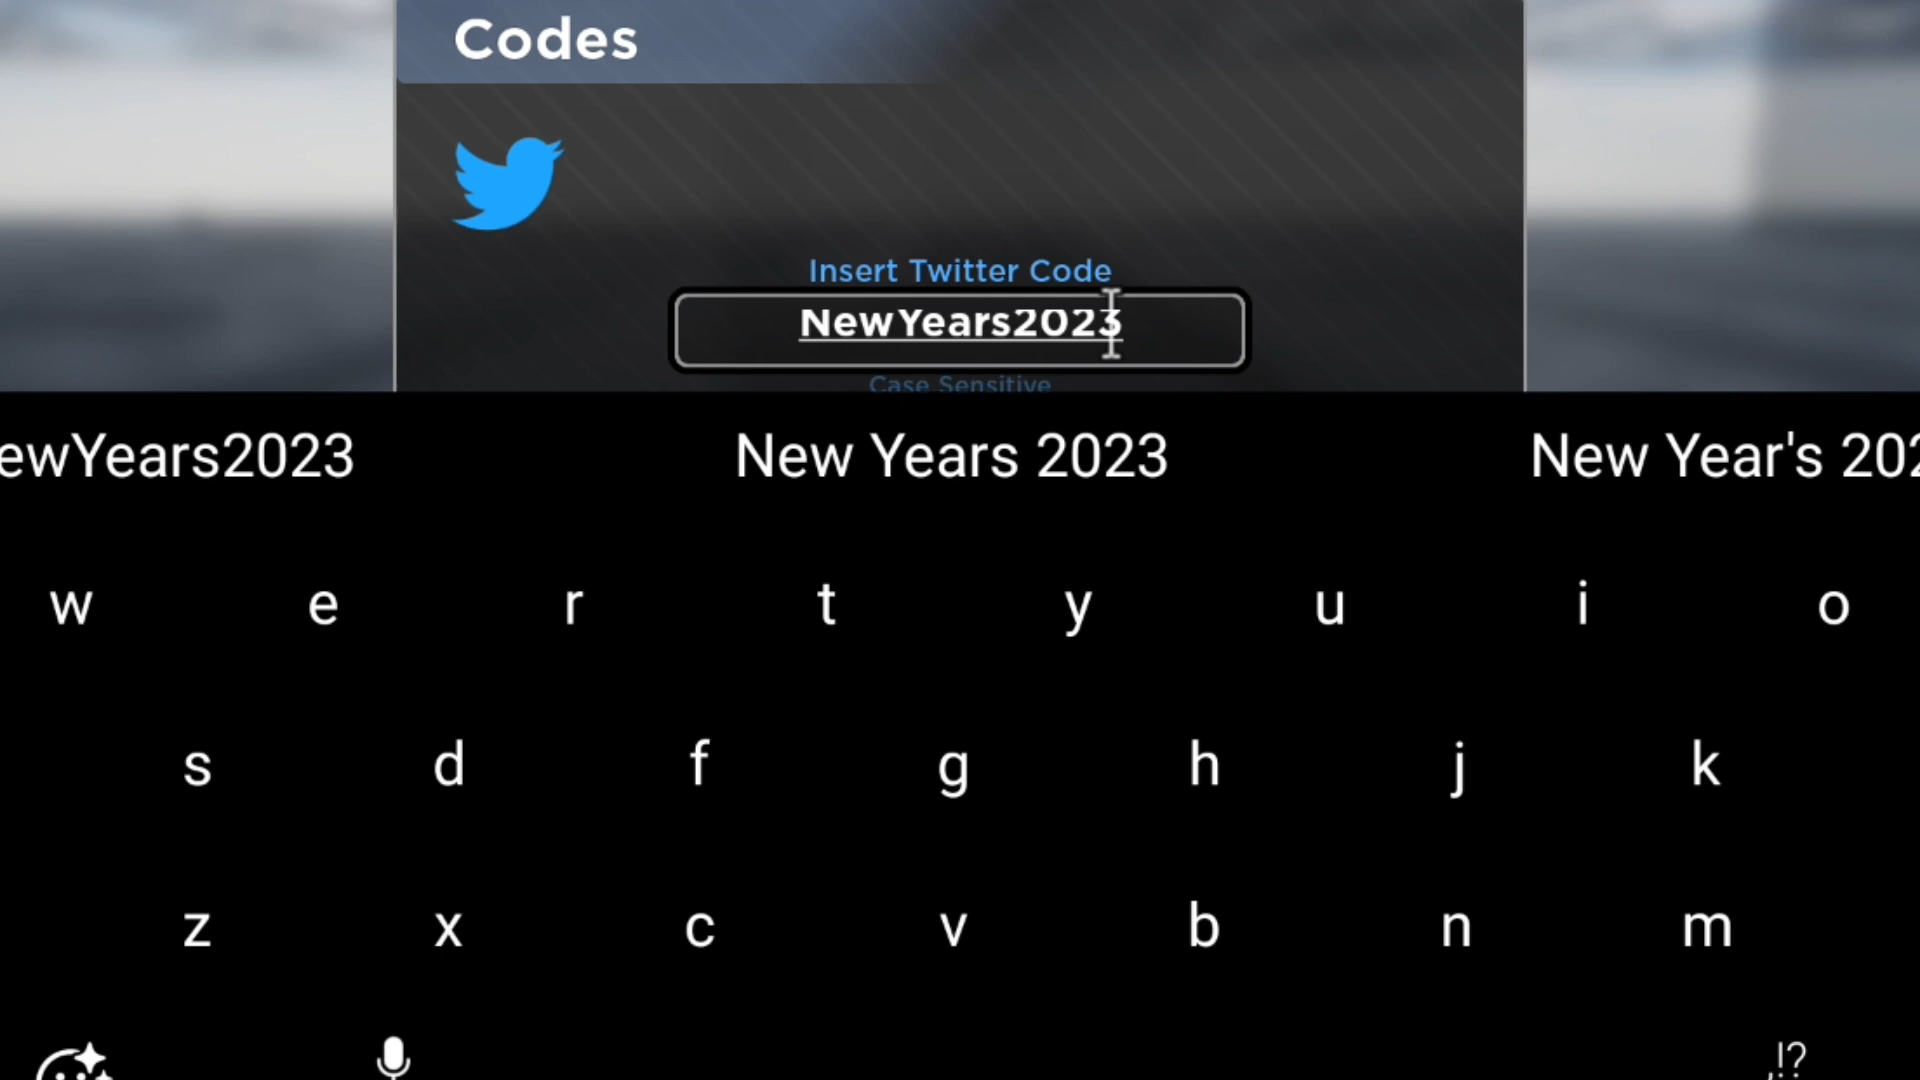 Codes
Insert Twitter Code
NewYears2023
Case Sensitive
ewYears2023 New Years 2023 New Year's 202
w e r t y u i o
s d f g h j k
z x c v b n m
,!?